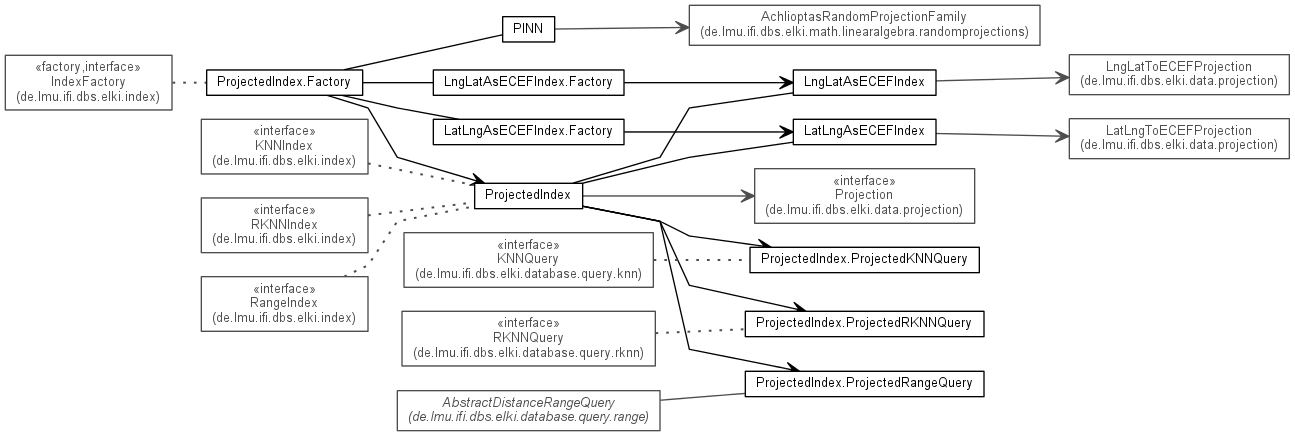 AchlioptasRandomProjectionFamily
(de.lmu.ifi.dbs.elki.math.linearalgebra.randomprojections)
PINN
«factory,interface»
IndexFactory
(de.lmu.ifi.dbs.elki.index)
ProjectedIndex.Factory
LngLatAsECEFIndex.Factory
LngLatAsECEFIndex
LngLatToECEFProjection
(de.lmu.ifi.dbs.elki.data.projection)
«interface»
KNNIndex
(de.lmu.ifi.dbs.elki.index)
LatLngAsECEFIndex.Factory
LatLngAsECEFIndex
LatLngToECEFProjection
(de.lmu.ifi.dbs.elki.data.projection)
ProjectedIndex
«interface»
Projection
(de.lmu.ifi.dbs.elki.data.projection)
«interface»
RKNNIndex
(de.lmu.ifi.dbs.elki.index)
«interface»
KNNQuery
(de.lmu.ifi.dbs.elki.database.query.knn)
ProjectedIndex.ProjectedKNNQuery
«interface»
RangeIndex
(de.lmu.ifi.dbs.elki.index)
«interface»
RKNNQuery
(de.lmu.ifi.dbs.elki.database.query.rknn)
ProjectedIndex.ProjectedRKNNQuery
AbstractDistanceRangeQuery
(de.lmu.ifi.dbs.elki.database.query.range)
ProjectedIndex.ProjectedRangeQuery